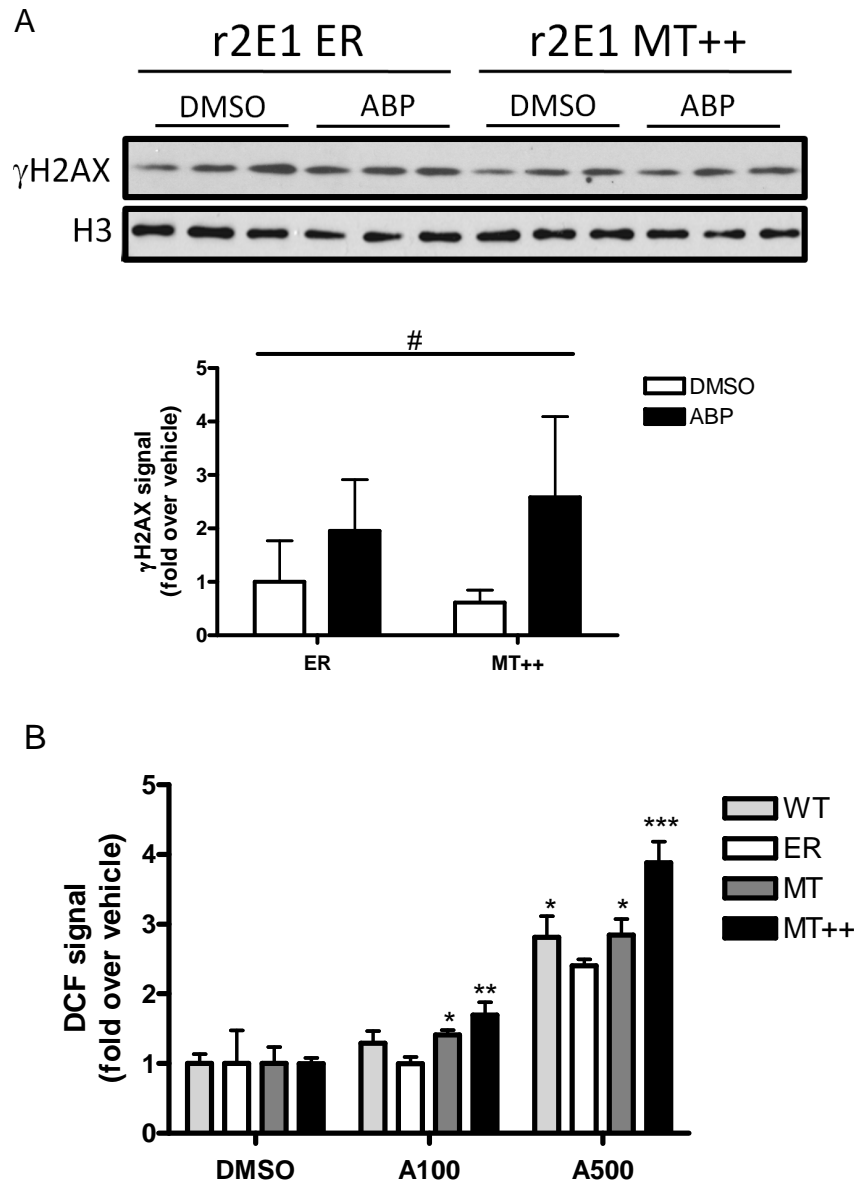 A
r2E1 ER r2E1 MT++
DMSO ABP DMSO ABP
γH2AX
H3
#
5
4
3
2
1
0
γH2AX signal
(fold over vehicle)
DMSO
ABP
ER MT++
B
5
4
3
2
1
0
DCF signal
(fold over vehicle)
* ** * * ***
WT
ER
MT
MT++
DMSO A100 A500